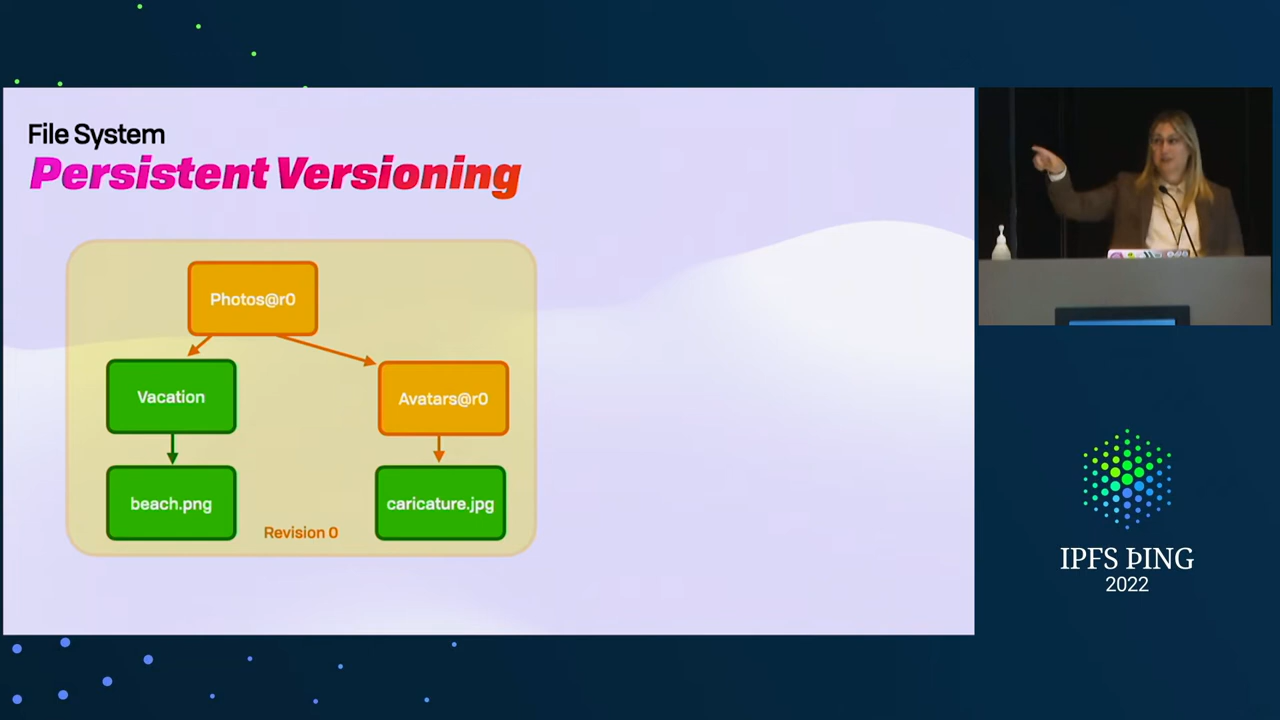 File System
Persistent Versioning
Photos@r0
Vacation
Avatars@r0
beach.png
caricature.jpg
Revision 0
IPFS ÞING
2022